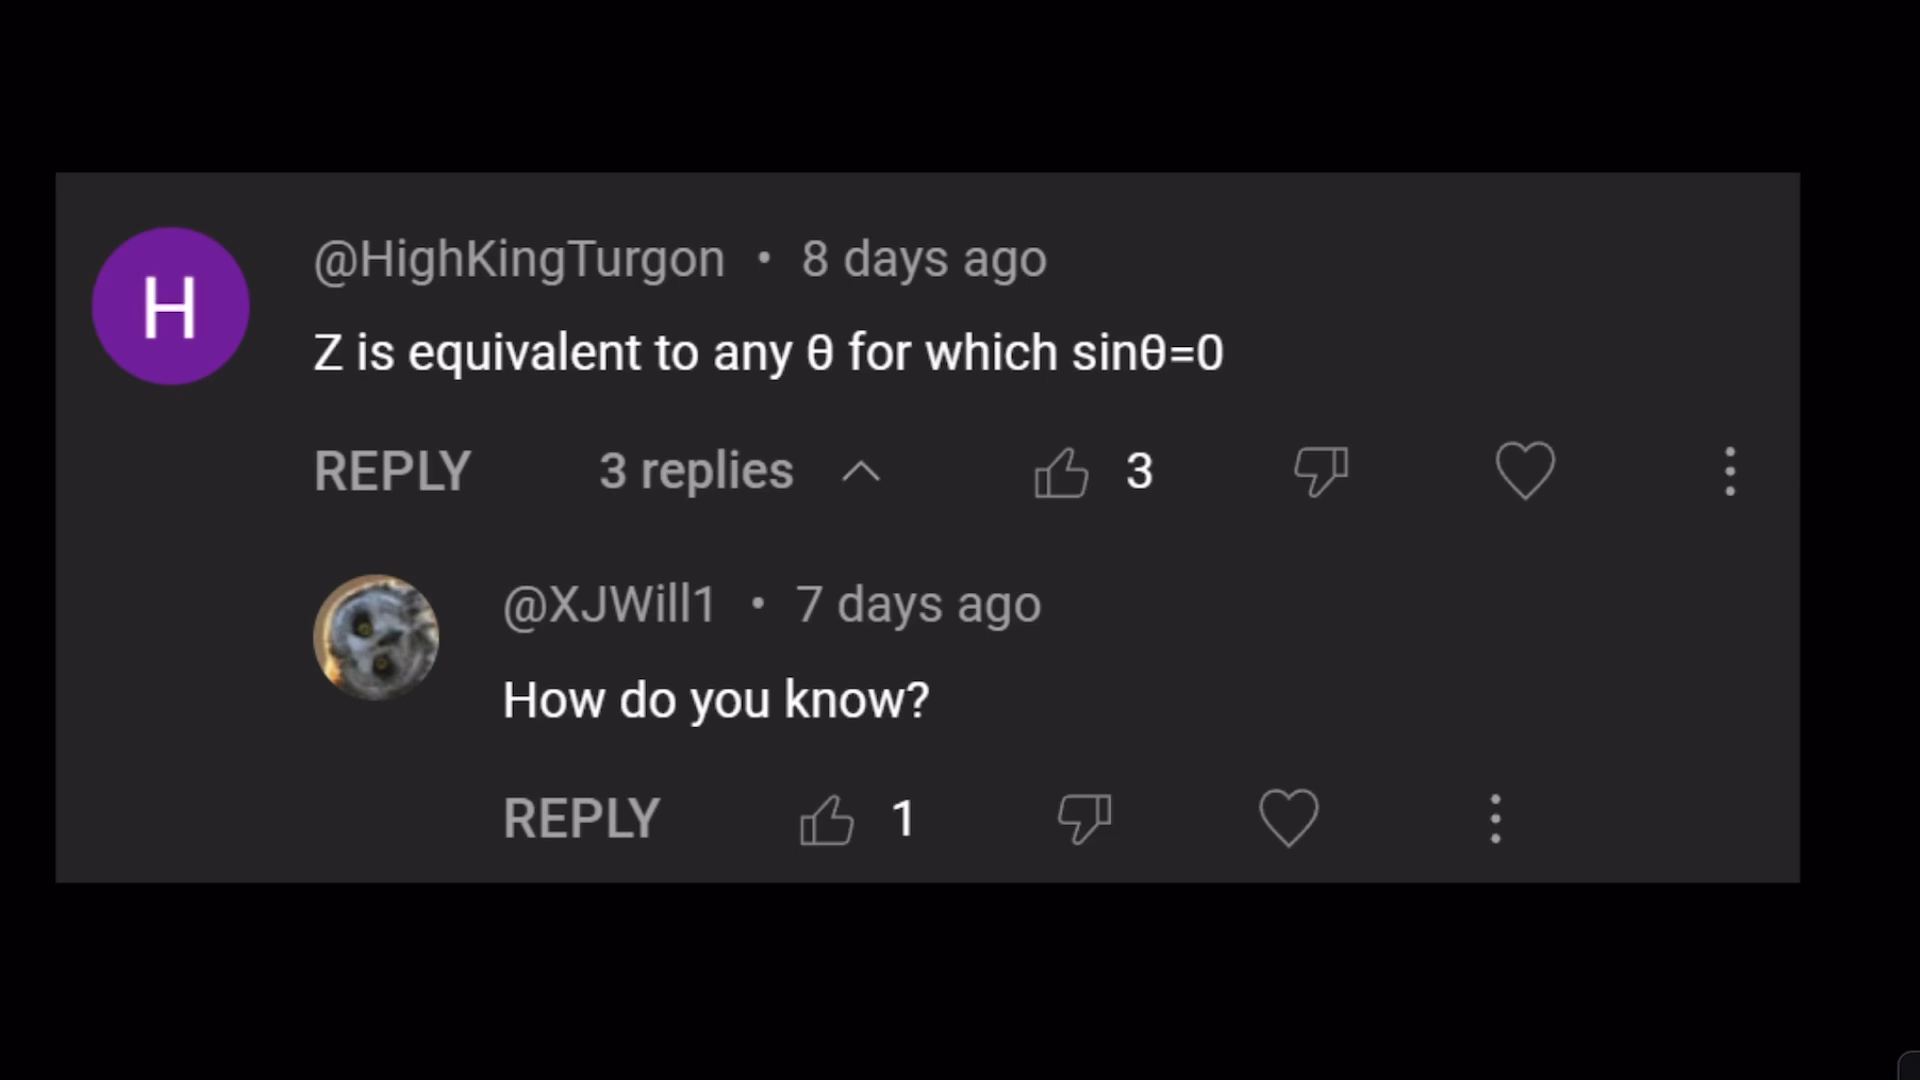 H
@HighKingTurgon • 8 days ago
Z is equivalent to any θ for which sinθ=0
REPLY 3 replies 3
@XJWill1 • 7 days ago
How do you know?
REPLY 1